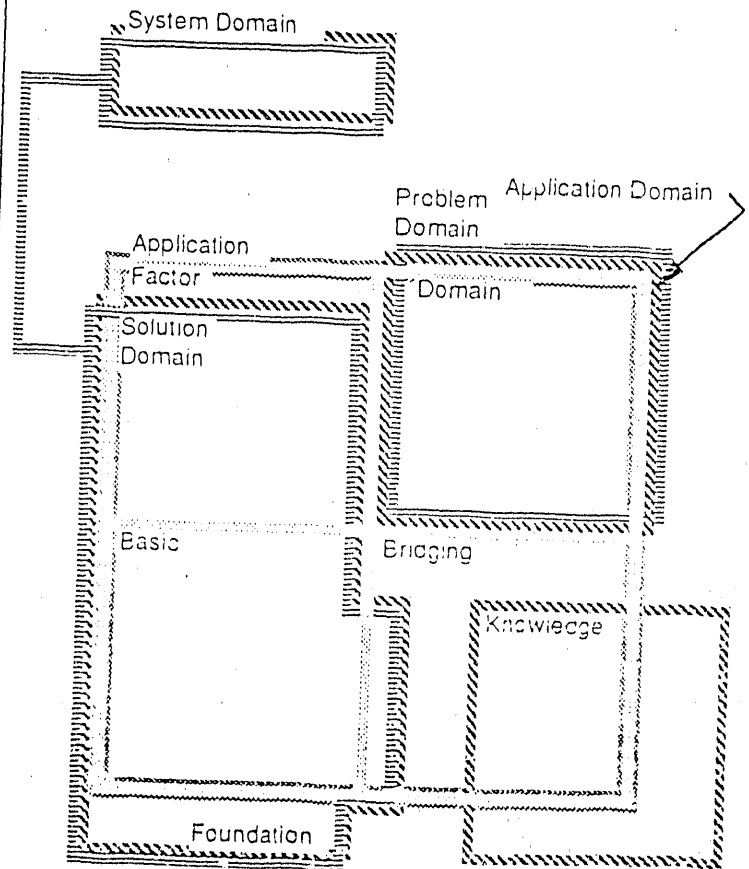 System Domain
Problem
Domain
Application Domain
Application
Factor
Domain
Solution
Domain
Basic
Bridging
Knowledge
Foundation